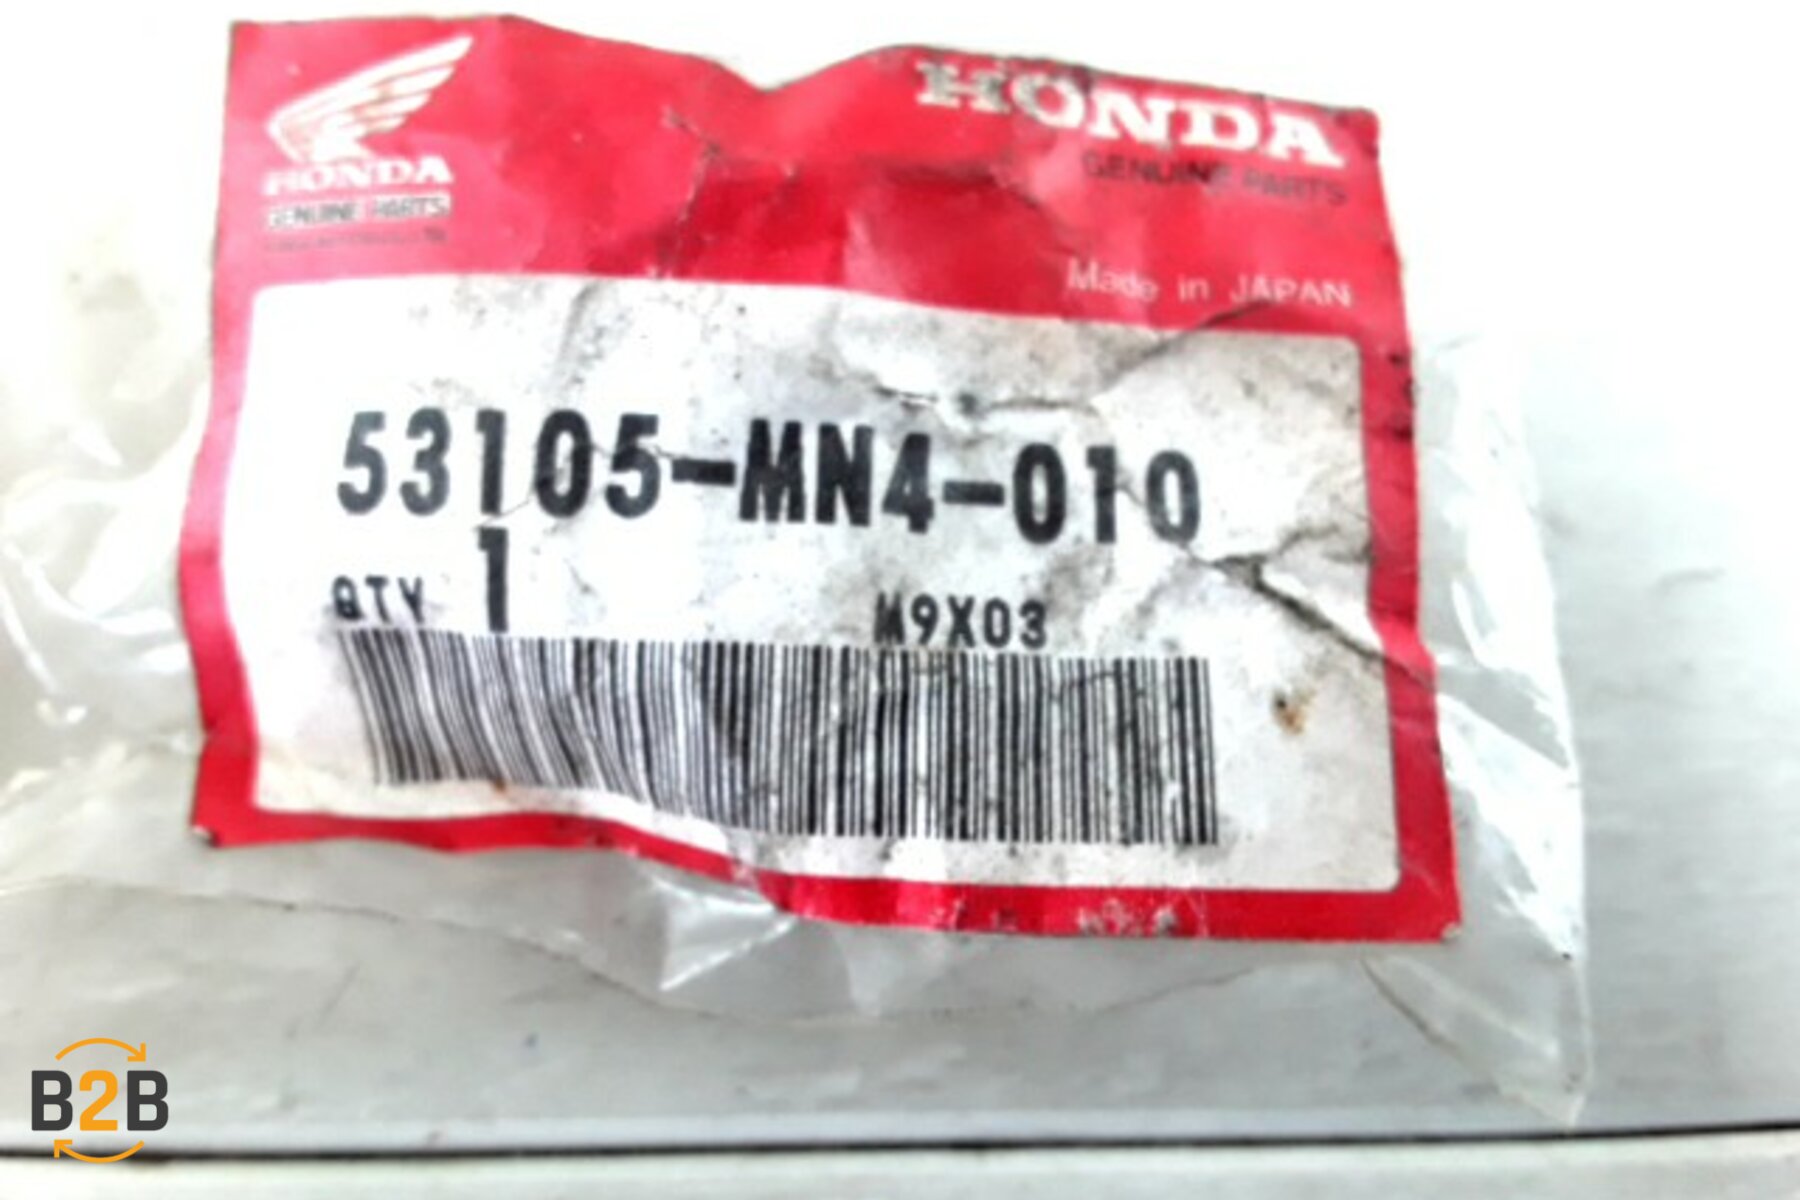 HONDA
GENUINE PARTS
HONDA
GENUINE PARTS
Made in JAPAN
53105-MN4-010
QTY 1
M9X03
B2B